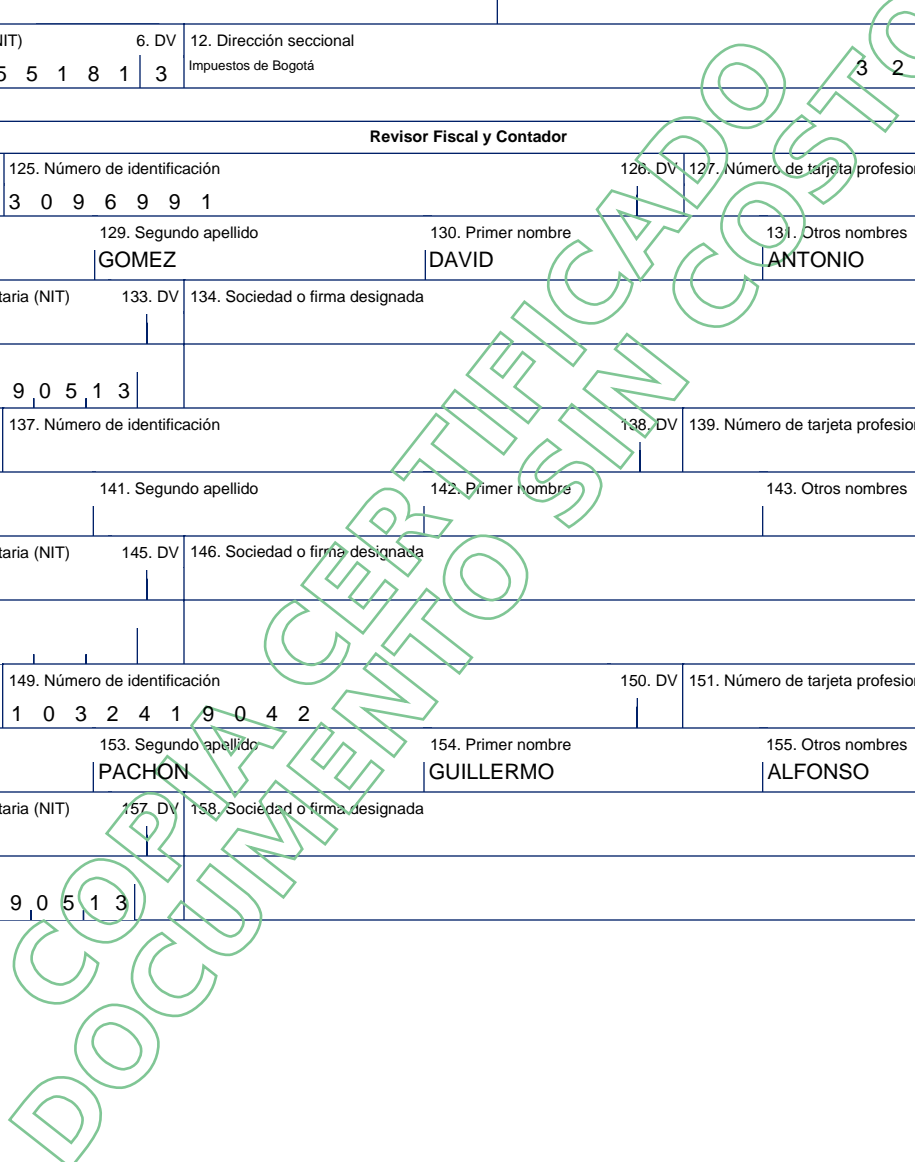 NIT) 6. DV 12. Dirección seccional
5 5 1 8 1 3 Impuestos de Bogotá 3 2
Revisor Fiscal y Contador
125. Número de identificación 126. DV 127. Número de tarjeta profesion
3 0 9 6 9 9 1
129. Segundo apellido 130. Primer nombre 131. Otros nombres
GOMEZ DAVID ANTONIO
taria (NIT) 133. DV 134. Sociedad o firma designada
9 0 5 1 3
137. Número de identificación 138. DV 139. Número de tarjeta profesion
141. Segundo apellido 142. Primer nombre 143. Otros nombres
taria (NIT) 145. DV 146. Sociedad o firma designada
149. Número de identificación 150. DV 151. Número de tarjeta profesion
1 0 3 2 4 1 9 0 4 2
153. Segundo apellido 154. Primer nombre 155. Otros nombres
PACHON GUILLERMO ALFONSO
taria (NIT) 157. DV 158. Sociedad o firma designada
9 0 5 1 3
COPIA CERTIFICADO
DOCUMENTO SIN COSTO